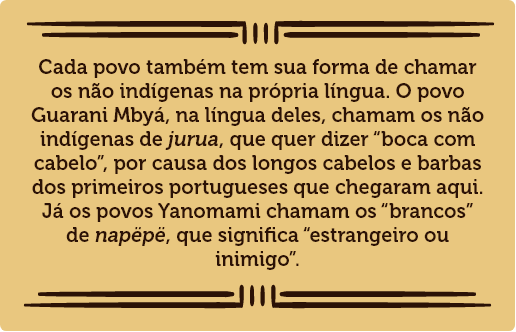 Cada povo também tem sua forma de chamar
os não indígenas na própria língua. O povo
Guarani Mbyá, na língua deles, chamam os não
indígenas de jurua, que quer dizer “boca com
cabelo”, por causa dos longos cabelos e barbas
dos primeiros portugueses que chegaram aqui.
Já os povos Yanomami chamam os “brancos”
de napëpë, que significa “estrangeiro ou
inimigo”.